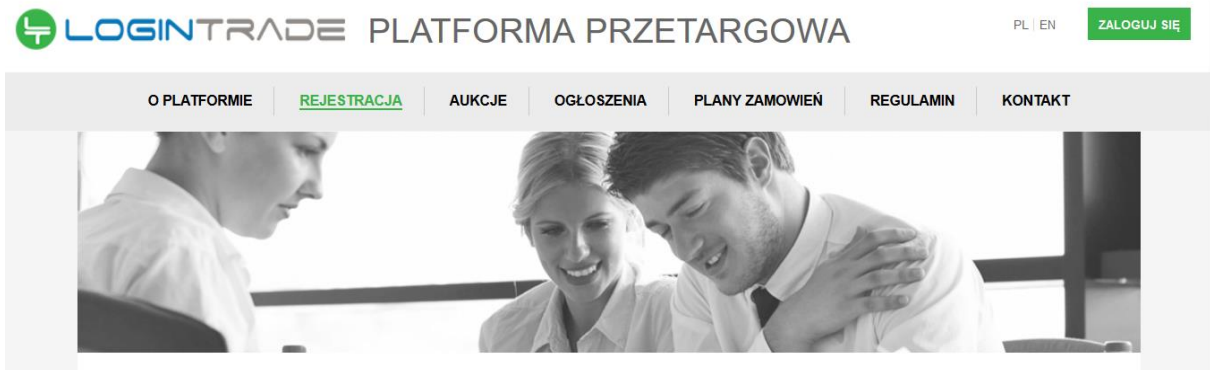 LOGINTRADE PLATFORMA PRZETARGOWA
PL | EN
ZALOGUJ SIĘ
O PLATFORMIE
REJESTRACJA
AUKCJE
OGŁOSZENIA
PLANY ZAMOWIEŃ
REGULAMIN
KONTAKT